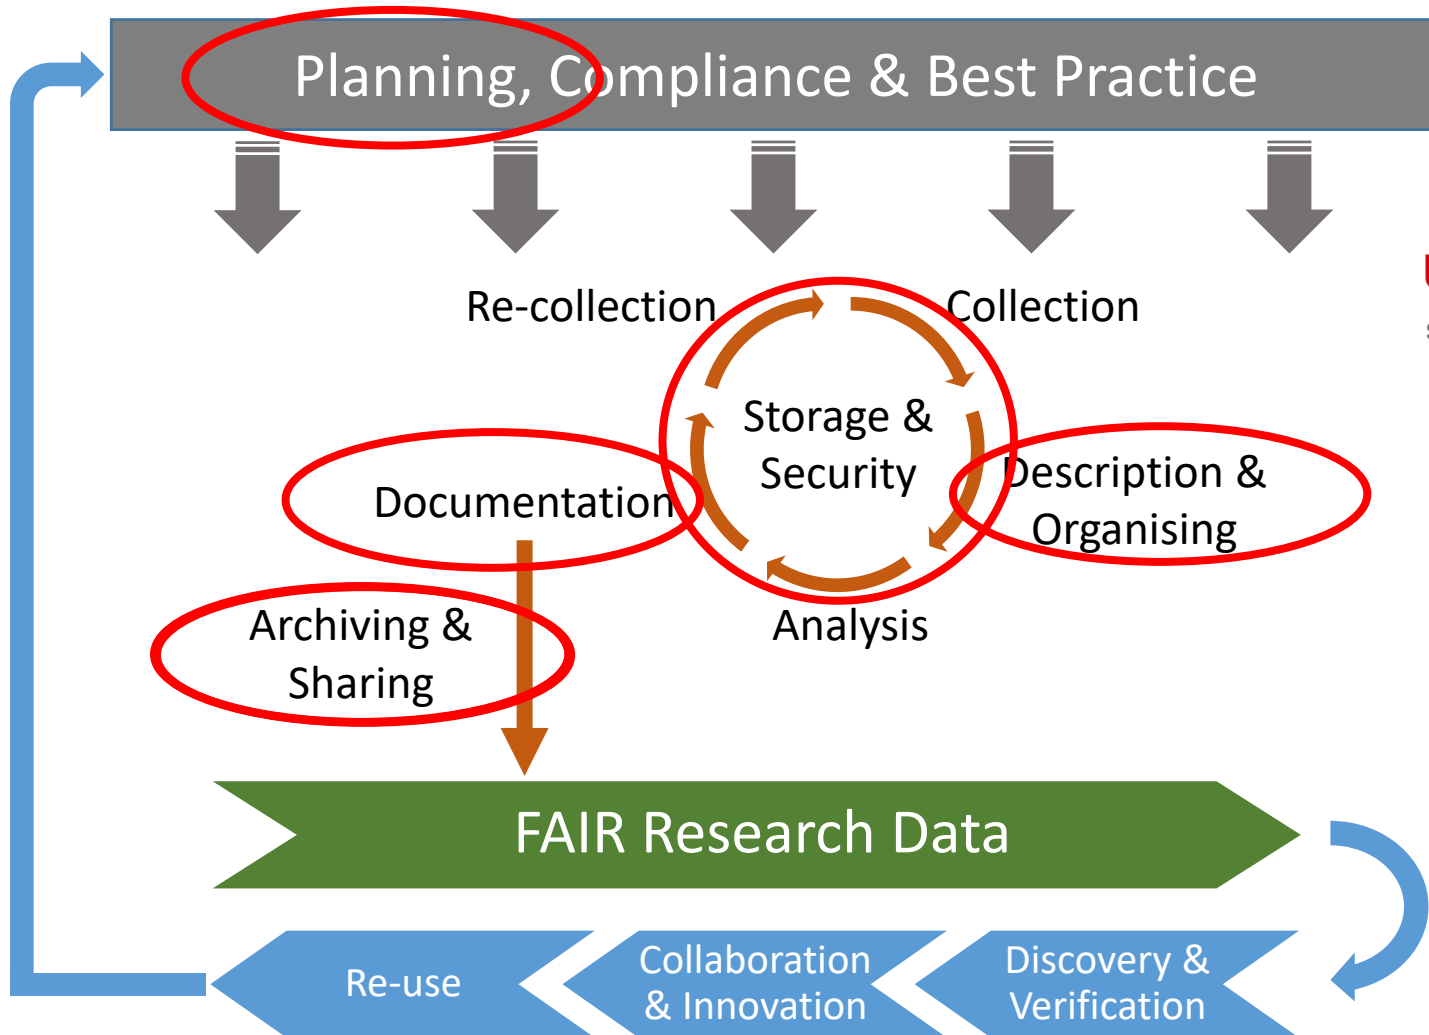 Planning, Compliance & Best Practice
Re-collection
Collection
Storage &
Security
Documentation
Description &
Organising
Archiving &
Sharing
Analysis
FAIR Research Data
Re-use
Collaboration
& Innovation
Discovery &
Verification